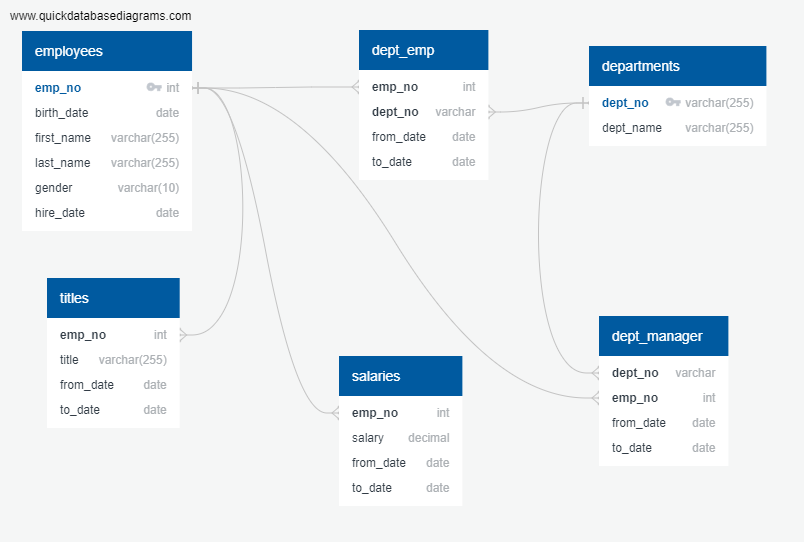 www.quickdatabasediagrams.com
employees
emp_no int
birth_date date
first_name varchar(255)
last_name varchar(255)
gender varchar(10)
hire_date date
dept_emp
emp_no int
dept_no varchar
from_date date
to_date date
departments
dept_no varchar(255)
dept_name varchar(255)
titles
emp_no int
title varchar(255)
from_date date
to_date date
salaries
emp_no int
salary decimal
from_date date
to_date date
dept_manager
dept_no varchar
emp_no int
from_date date
to_date date